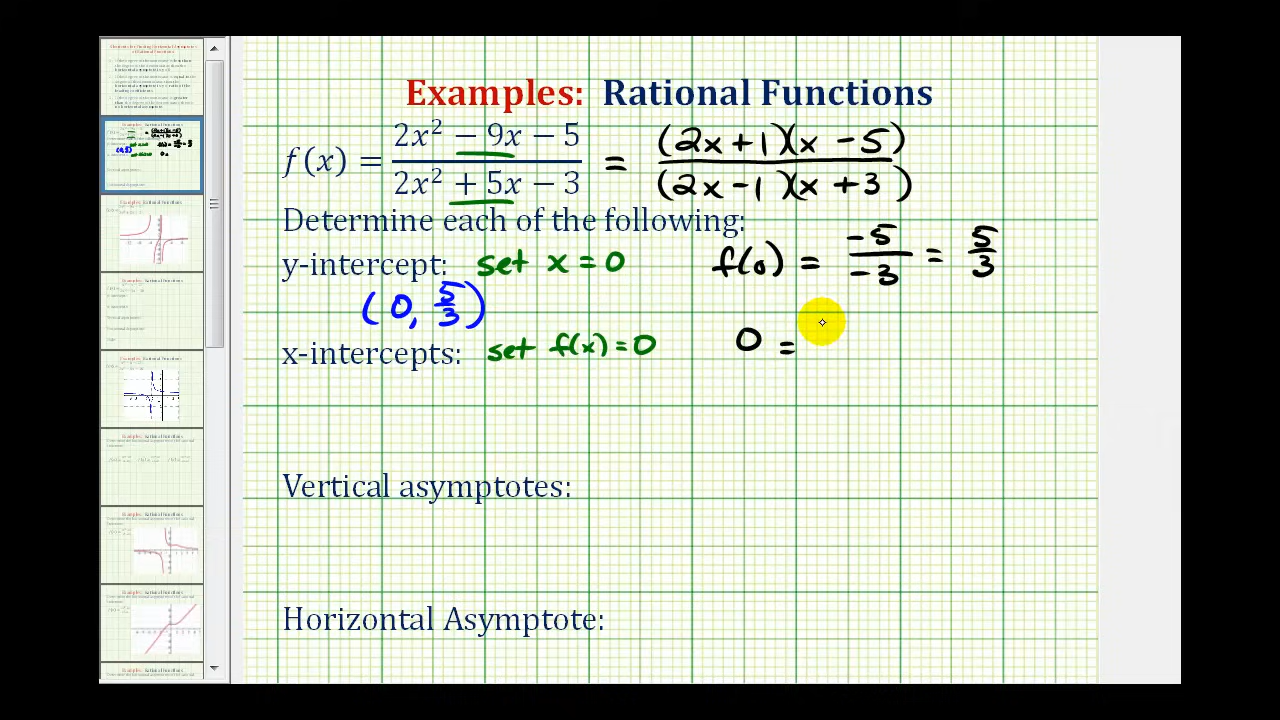 Examples: Rational Functions
f(x) = (2x² − 9x − 5)/(2x² + 5x − 3) = ((2x+1)(x−5))/((2x−1)(x+3))
Determine each of the following:
y-intercept: set x = 0 f(0) = -5/-3 = 5/3
(0, 5/3)
x-intercepts: set f(x) = 0 0 =
Vertical asymptotes:
Horizontal Asymptote: